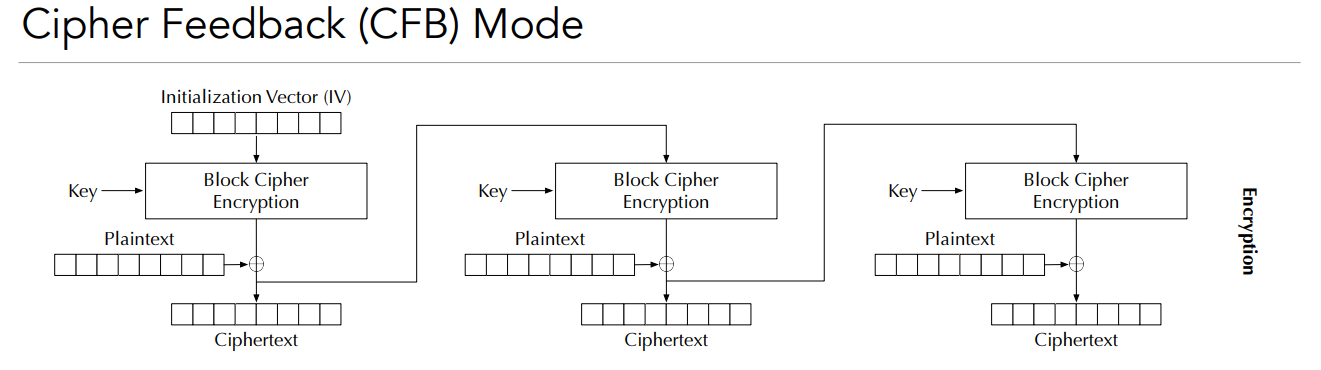 Cipher Feedback (CFB) Mode
Initialization Vector (IV)
Key
Block Cipher
Encryption
Plaintext
Ciphertext
Key
Block Cipher
Encryption
Plaintext
Ciphertext
Key
Block Cipher
Encryption
Plaintext
Ciphertext
Encryption